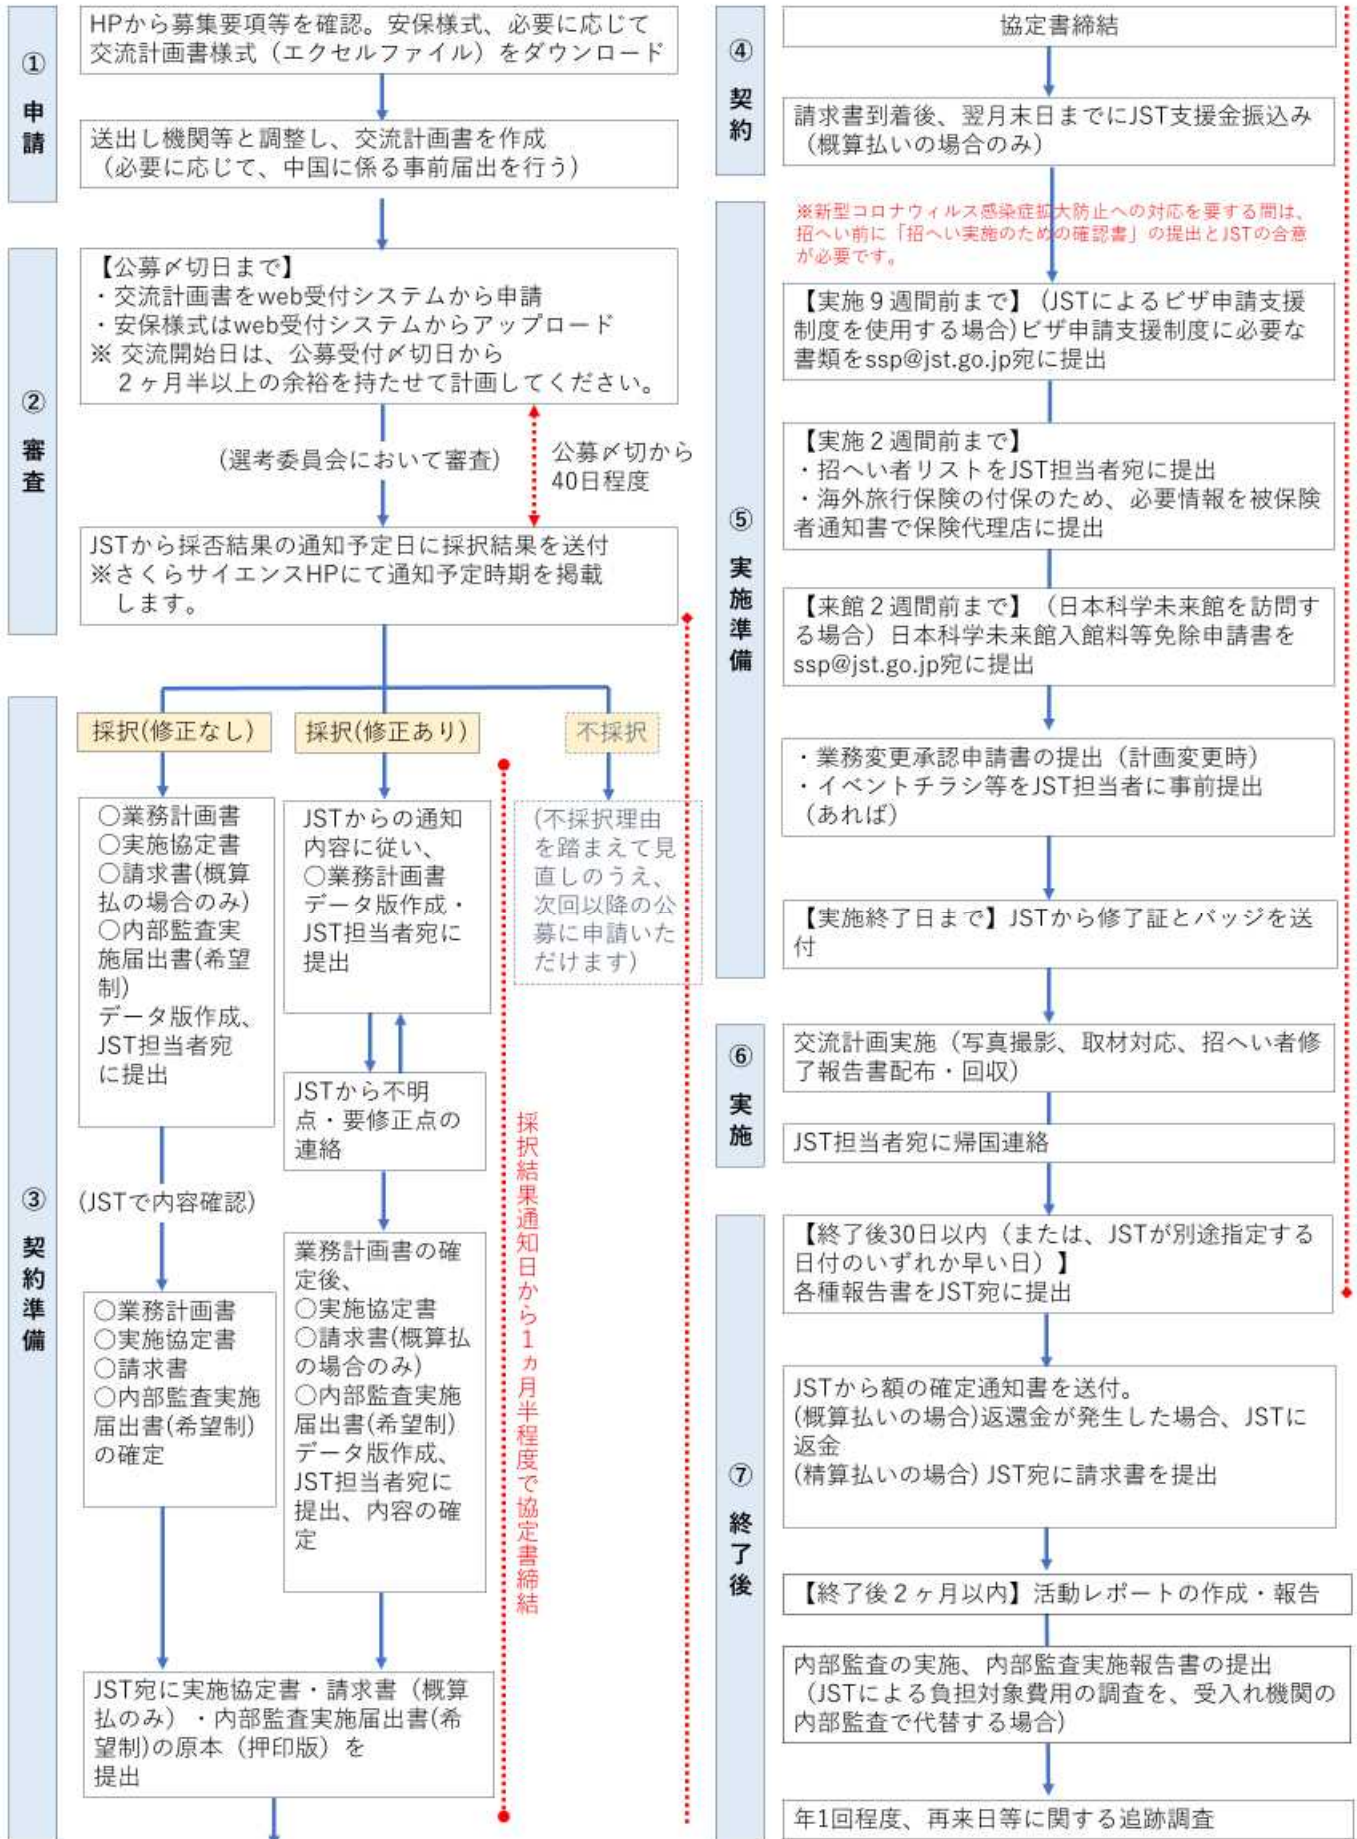 ①
申
請
HPから募集要項等を確認。安保様式、必要に応じて
交流計画書様式（エクセルファイル）をダウンロード
送出し機関等と調整し、交流計画書を作成
（必要に応じて、中国に係る事前届出を行う）
②
審
査
【公募〆切日まで】
・交流計画書をweb受付システムから申請
・安保様式はweb受付システムからアップロード
※ 交流開始日は、公募受付〆切日から
２ヶ月半以上の余裕を持たせて計画してください。
(選考委員会において審査)
公募〆切から
40日程度
JSTから採否結果の通知予定日に採択結果を送付
※さくらサイエンスHPにて通知予定時期を掲載
します。
③
契
約
準
備
採択(修正なし)
○業務計画書
○実施協定書
○請求書(概算
払の場合のみ)
○内部監査実
施届出書(希望
制)
データ版作成、
JST担当者宛
に提出
(JSTで内容確認)
○業務計画書
○実施協定書
○請求書
○内部監査実施
届出書(希望制)
の確定
採択(修正あり)
JSTからの通知
内容に従い、
○業務計画書
データ版作成・
JST担当者宛に
提出
JSTから不明
点・要修正点の
連絡
業務計画書の確
定後、
○実施協定書
○請求書(概算払
の場合のみ)
○内部監査実施
届出書(希望制)
データ版作成、
JST担当者宛に
提出、内容の確
定
不採択
(不採択理由
を踏まえて見
直しのうえ、
次回以降の公
募に申請いた
だけます)
採択結果通知日から１ヵ月半程度で協定書締結
JST宛に実施協定書・請求書（概算
払のみ）・内部監査実施届出書(希
望制)の原本（押印版）を
提出
④
契
約
協定書締結
請求書到着後、翌月末日までにJST支援金振込み
（概算払いの場合のみ）
⑤
実
施
準
備
※新型コロナウィルス感染症拡大防止への対応を要する間は、
招へい前に「招へい実施のための確認書」の提出とJSTの合意
が必要です。
【実施９週間前まで】(JSTによるビザ申請支援
制度を使用する場合)ビザ申請支援制度に必要な
書類をssp@jst.go.jp宛に提出
【実施２週間前まで】
・招へい者リストをJST担当者宛に提出
・海外旅行保険の付保のため、必要情報を被保険
者通知書で保険代理店に提出
【来館２週間前まで】（日本科学未来館を訪問す
る場合）日本科学未来館入館料等免除申請書を
ssp@jst.go.jp宛に提出
・業務変更承認申請書の提出（計画変更時）
・イベントチラシ等をJST担当者に事前提出
（あれば）
【実施終了日まで】JSTから修了証とバッジを送
付
⑥
実
施
交流計画実施（写真撮影、取材対応、招へい者修
了報告書配布・回収）
JST担当者宛に帰国連絡
⑦
終
了
後
【終了後30日以内（または、JSTが別途指定する
日付のいずれか早い日）】
各種報告書をJST宛に提出
JSTから額の確定通知書を送付。
(概算払いの場合)返還金が発生した場合、JSTに
返金
(精算払いの場合) JST宛に請求書を提出
【終了後２ヶ月以内】活動レポートの作成・報告
内部監査の実施、内部監査実施報告書の提出
（JSTによる負担対象費用の調査を、受入れ機関の
内部監査で代替する場合）
年1回程度、再来日等に関する追跡調査